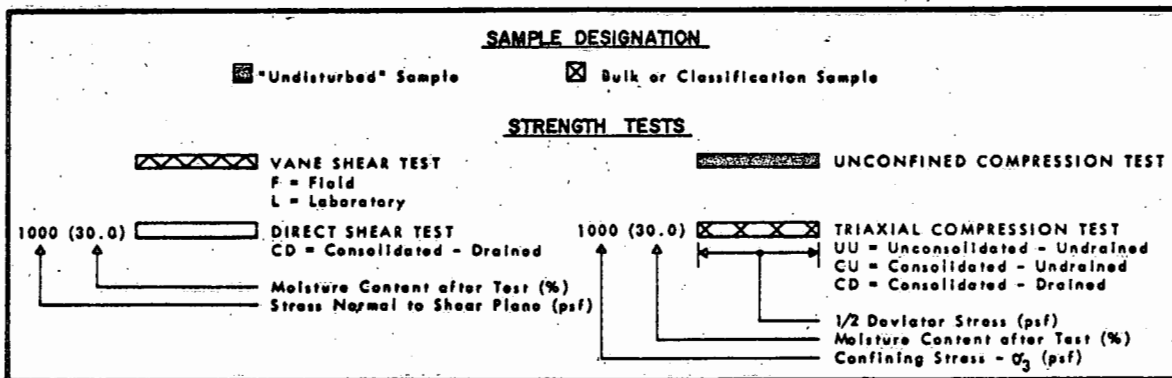 SAMPLE DESIGNATION
"Undisturbed" Sample
Bulk or Classification Sample
STRENGTH TESTS
VANE SHEAR TEST
F = Field
L = Laboratory
UNCONFINED COMPRESSION TEST
1000 (30.0)
DIRECT SHEAR TEST
CD = Consolidated - Drained
Moisture Content after Test (%)
Stress Normal to Shear Plane (psf)
1000 (30.0)
TRIAXIAL COMPRESSION TEST
UU = Unconsolidated - Undrained
CU = Consolidated - Undrained
CD = Consolidated - Drained
1/2 Deviator Stress (psf)
Moisture Content after Test (%)
Confining Stress - σ3 (psf)